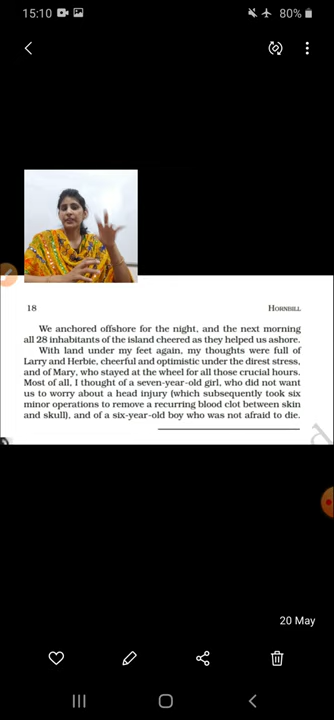 15:10
80%
18
HORNBILL
We anchored offshore for the night, and the next morning
all 28 inhabitants of the island cheered as they helped us ashore.
With land under my feet again, my thoughts were full of
Larry and Herbie, cheerful and optimistic under the direst stress,
and of Mary, who stayed at the wheel for all those crucial hours.
Most of all, I thought of a seven-year-old girl, who did not want
us to worry about a head injury (which subsequently took six
minor operations to remove a recurring blood clot between skin
and skull), and of a six-year-old boy who was not afraid to die.
20 May